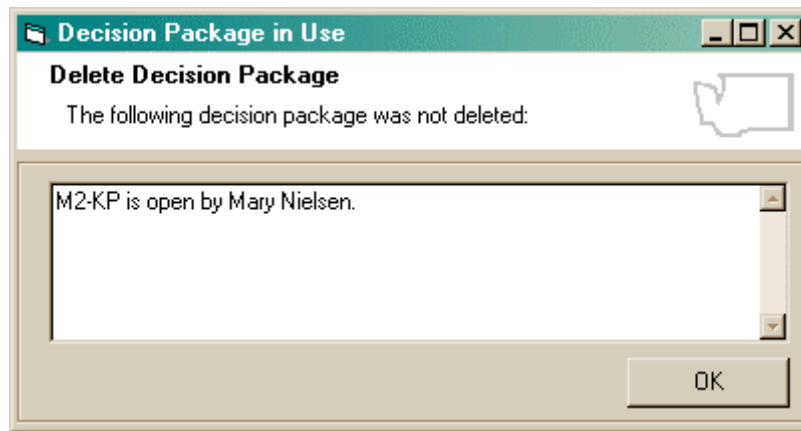 Decision Package in Use
Delete Decision Package
The following decision package was not deleted:
M2-KP is open by Mary Nielsen.
OK